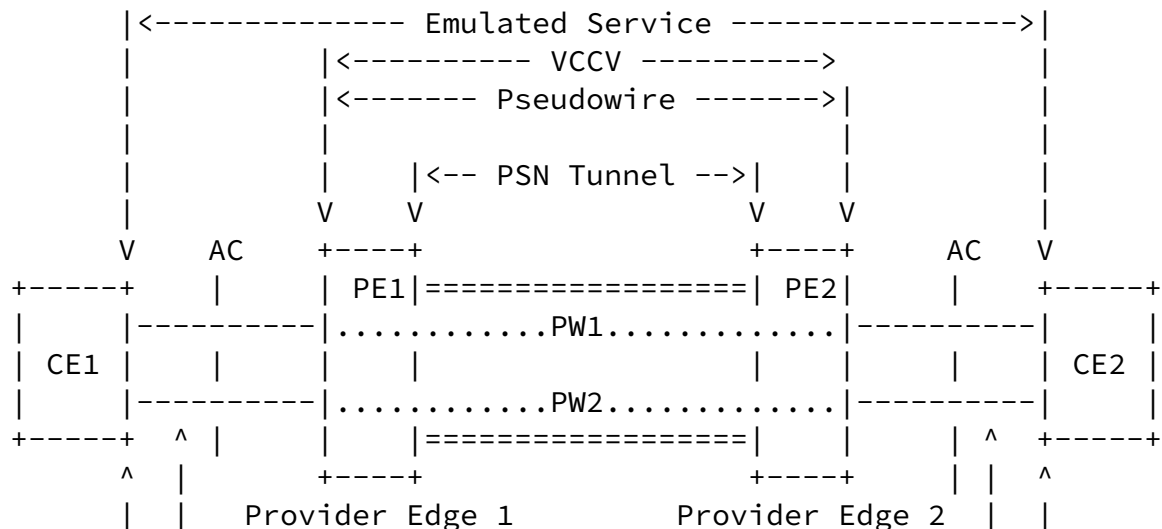 |<-------------- Emulated Service ---------------->|
|          |<---------- VCCV ---------->           |
|          |<------- Pseudowire ------->|          |
|          |                            |          |
|          |    |<-- PSN Tunnel -->|    |          |
|          V    V                  V    V          |
V    AC    +----+                  +----+     AC   V
+-----+    |     | PE1|==================| PE2|     |    +-----+
|     |----------|............PW1.............|----------|     |
| CE1 |    |     |    |                  |    |     |    | CE2 |
|     |----------|............PW2.............|----------|     |
+-----+  ^ |     |    |==================|    |     | ^  +-----+
^  |       +----+                  +----+     | |  ^
|  |   Provider Edge 1         Provider Edge 2  |  |